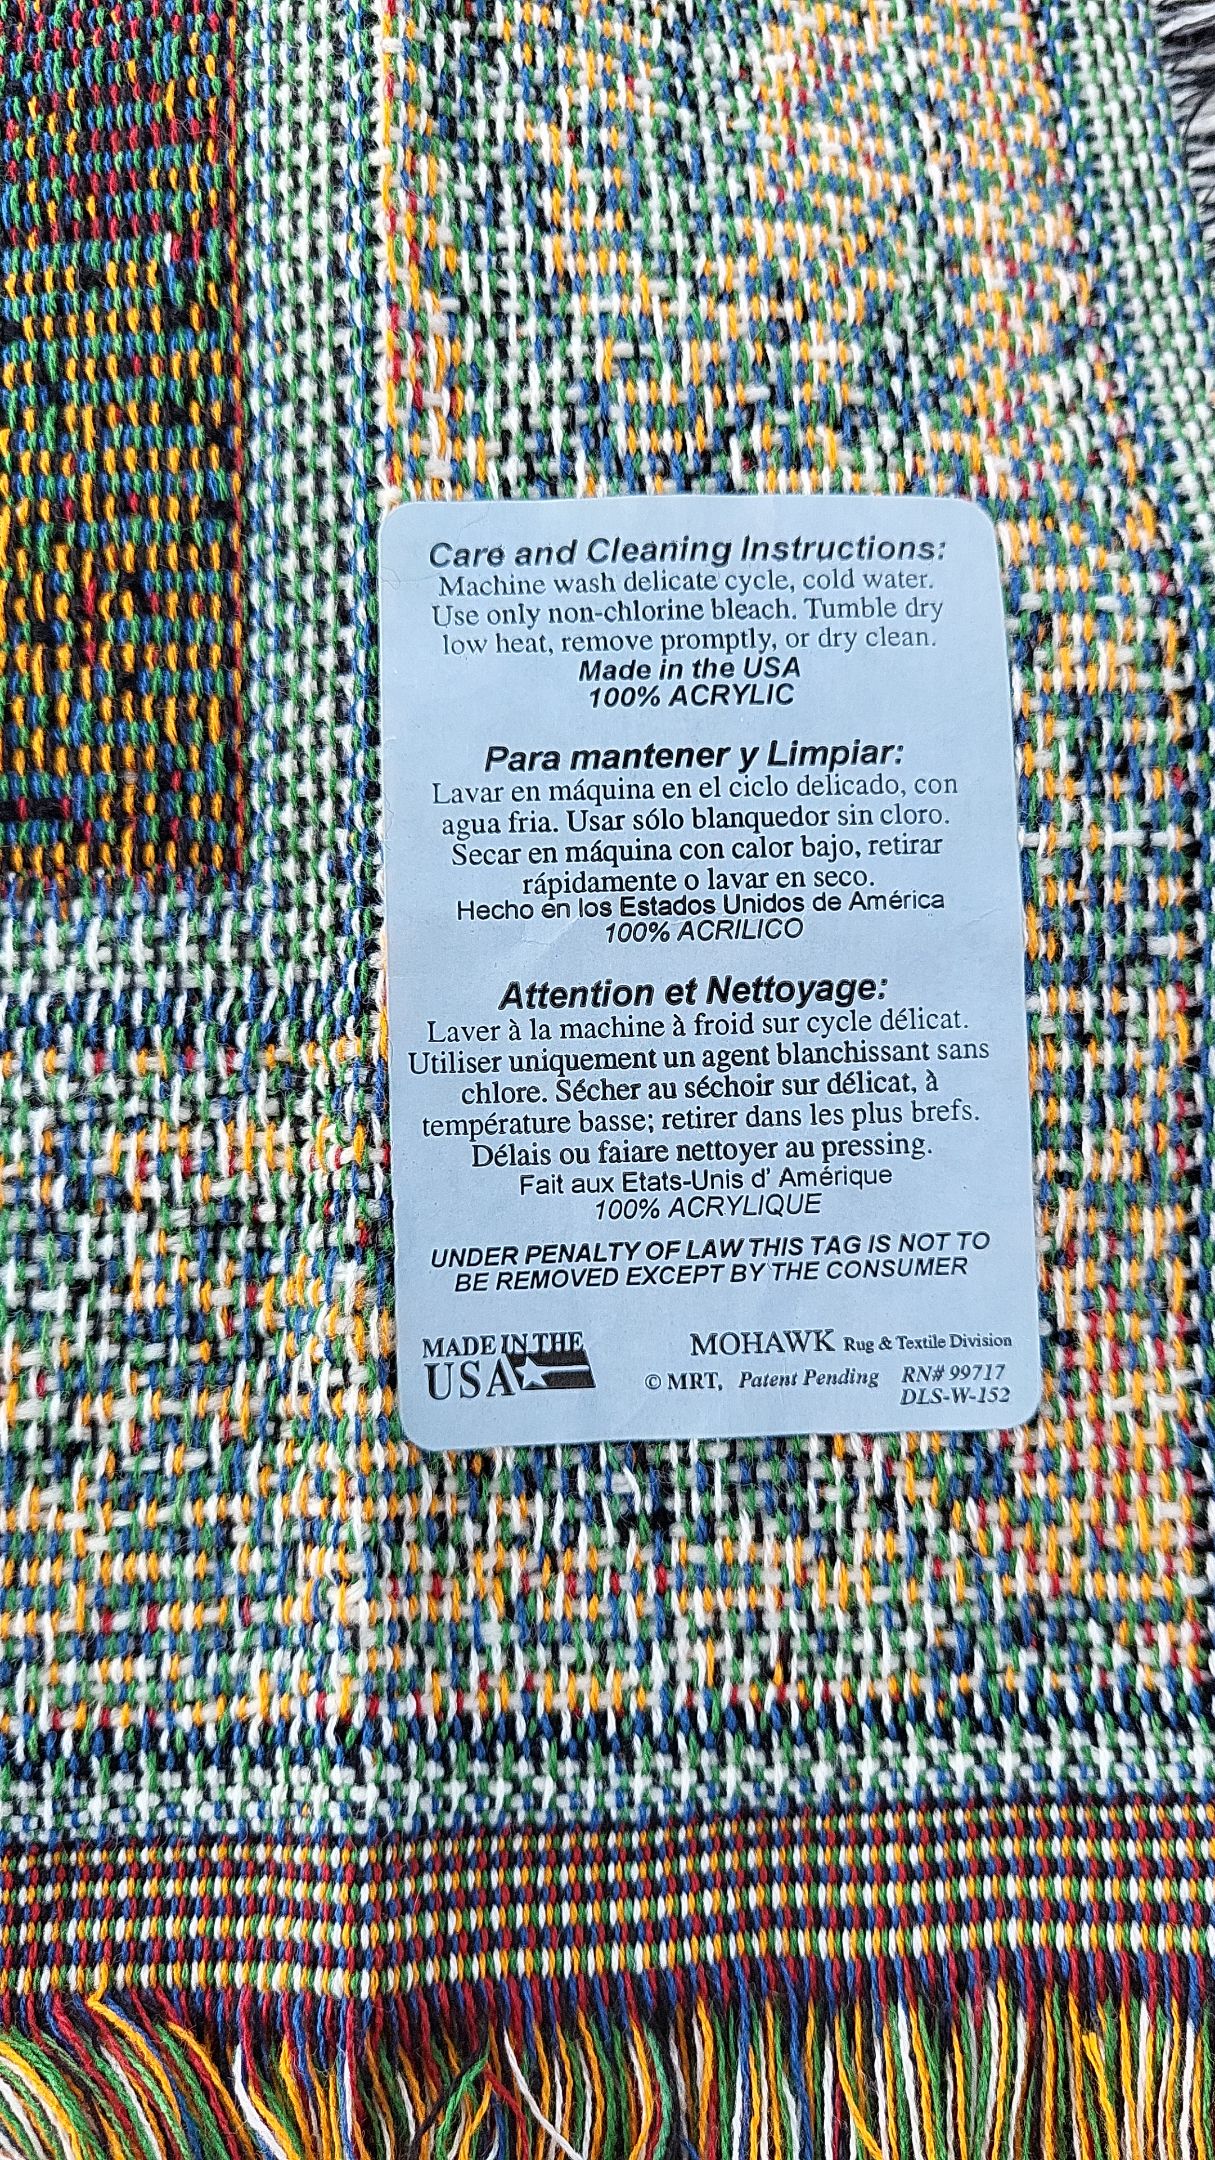 Care and Cleaning Instructions:
Machine wash delicate cycle, cold water.
Use only non-chlorine bleach. Tumble dry
low heat, remove promptly, or dry clean.
Made in the USA
100% ACRYLIC
Para mantener y Limpiar:
Lavar en máquina en el ciclo delicado, con
agua fria. Usar sólo blanquedor sin cloro.
Secar en máquina con calor bajo, retirar
rápidamente o lavar en seco.
Hecho en los Estados Unidos de América
100% ACRILICO
Attention et Nettoyage:
Laver à la machine à froid sur cycle délicat.
Utiliser uniquement un agent blanchissant sans
chlore. Sécher au séchoir sur délicat, à
température basse; retirer dans les plus brefs.
Délais ou faiare nettoyer au pressing.
Fait aux Etats-Unis d' Amérique
100% ACRYLIQUE
UNDER PENALTY OF LAW THIS TAG IS NOT TO
BE REMOVED EXCEPT BY THE CONSUMER
MADE IN THE
USA
MOHAWK Rug & Textile Division
© MRT, Patent Pending RN# 99717
DLS-W-152